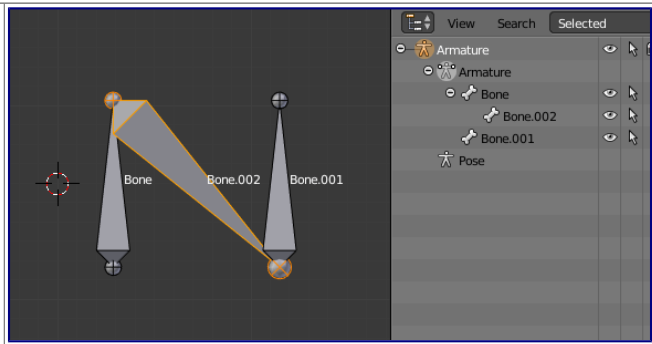 View Search Selected
Armature
Armature
Bone
Bone.002
Bone.001
Pose
Bone Bone.002 Bone.001